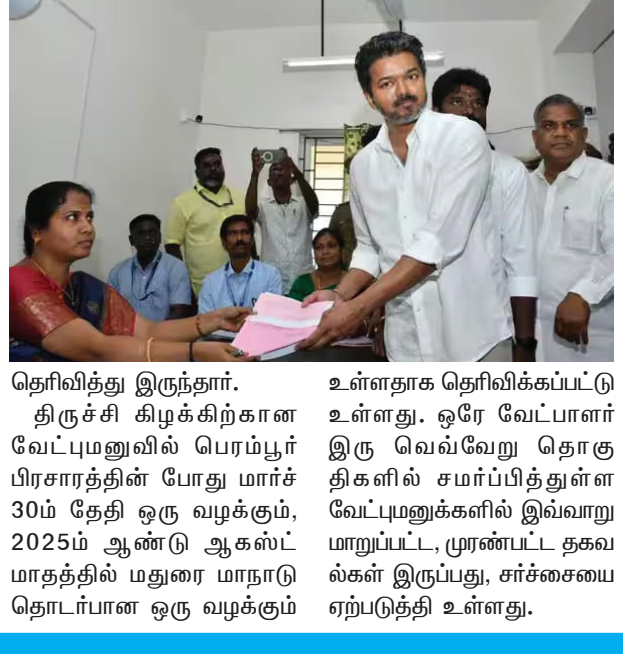 தெரிவித்து இருந்தார்.
திருச்சி கிழக்கிற்கான
வேட்புமனுவில் பெரம்பூர்
பிரசாரத்தின் போது மார்ச்
30ம் தேதி ஒரு வழக்கும்,
2025ம் ஆண்டு ஆகஸ்ட்
மாதத்தில் மதுரை மாநாடு
தொடர்பான ஒரு வழக்கும்
உள்ளதாக தெரிவிக்கப்பட்டு
உள்ளது. ஒரே வேட்பாளர்
இரு வெவ்வேறு தொகு
திகளில் சமர்ப்பித்துள்ள
வேட்புமனுக்களில் இவ்வாறு
மாறுப்பட்ட, முரண்பட்ட தகவ
ல்கள் இருப்பது, சர்ச்சையை
ஏற்படுத்தி உள்ளது.